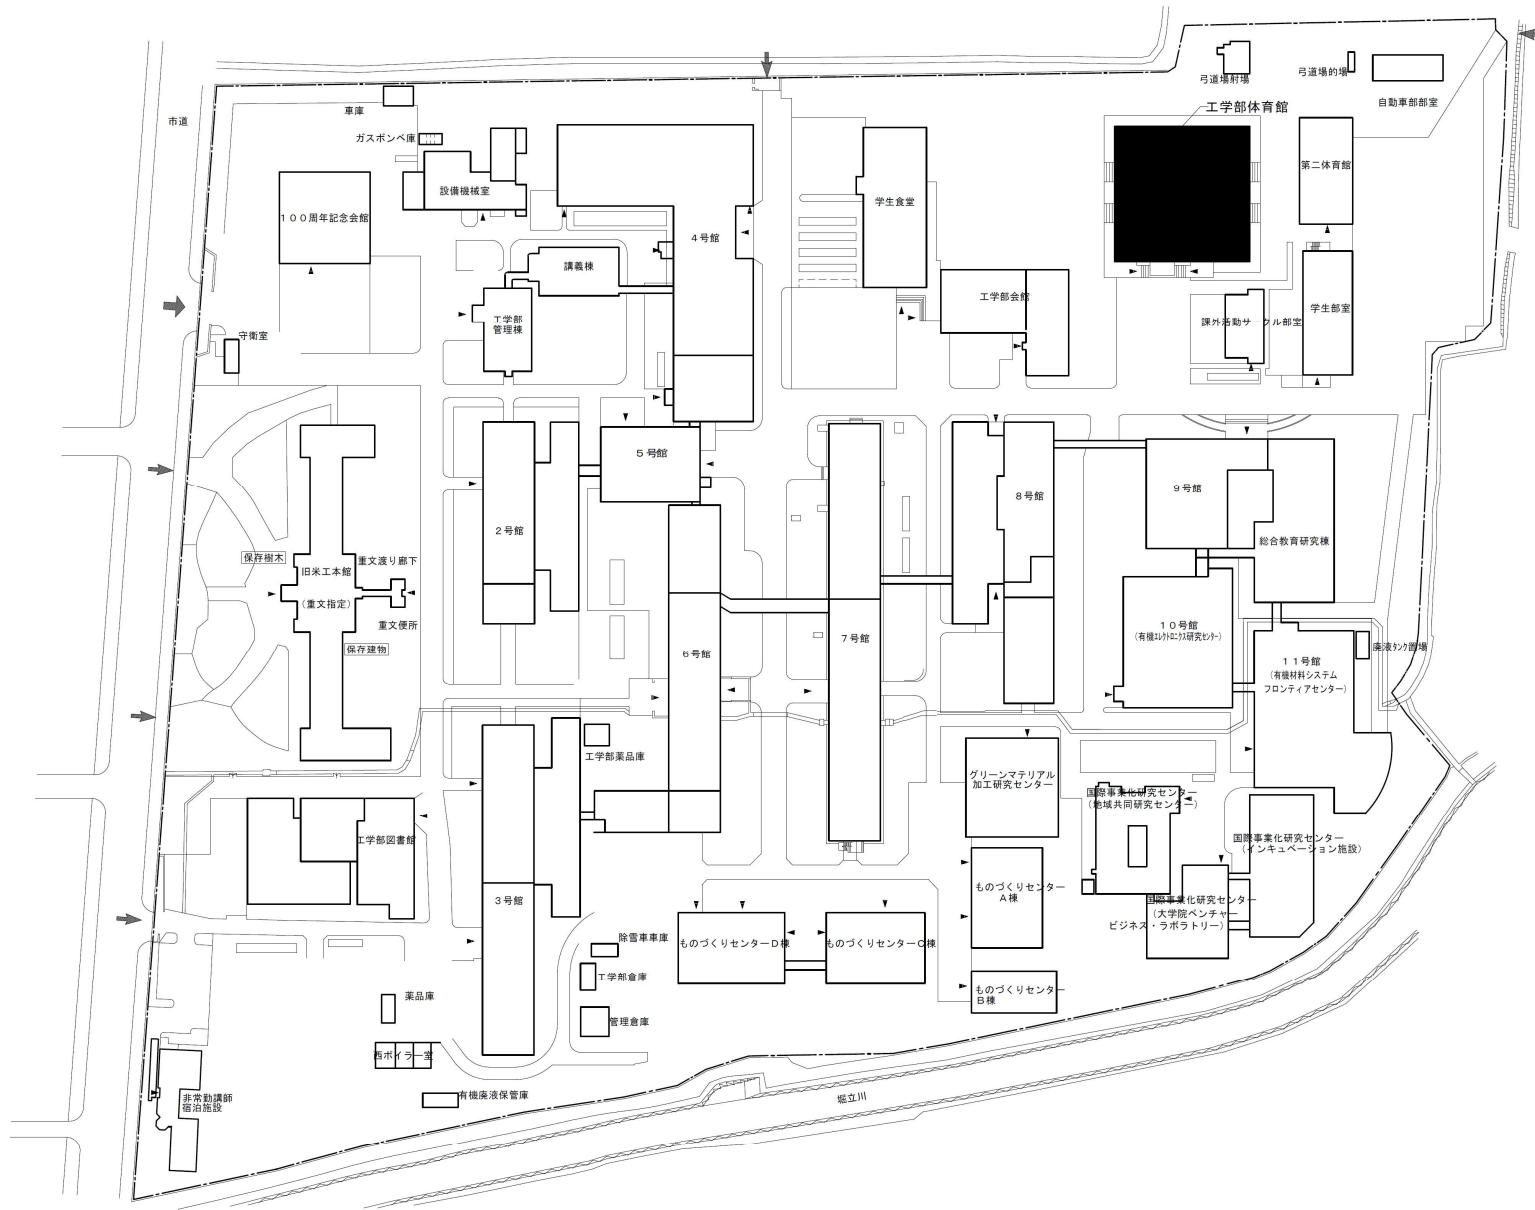 弓道場射場
弓道場的場
自動車部部室
工学部体育館
車庫
市道
ガスボンベ庫
設備機械室
第二体育館
100周年記念会館
学生食堂
4号館
講義棟
工学部会館
工学部
管理棟
課外活動サークル部室
学生部室
守衛室
5号館
9号館
8号館
2号館
総合教育研究棟
保存樹木
重文渡り廊下
旧米工本館
(重文指定)
重文便所
保存建物
10号館
(有機エレクトロニクス研究センター)
7号館
6号館
廃液タンク置場
11号館
(有機材料システム
フロンティアセンター)
工学部薬品庫
グリーンマテリアル
加工研究センター
国際事業化研究センター
(地域共同研究センター)
工学部図書館
国際事業化研究センター
(インキュベーション施設)
ものづくりセンター
A棟
3号館
国際事業化研究センター
(大学院ベンチャー
ビジネス・ラボラトリー)
除雪車車庫
ものづくりセンターD棟
ものづくりセンターC棟
工学部倉庫
ものづくりセンター
B棟
薬品庫
管理倉庫
西ボイラー室
有機廃液保管庫
非常勤講師
宿泊施設
堀立川